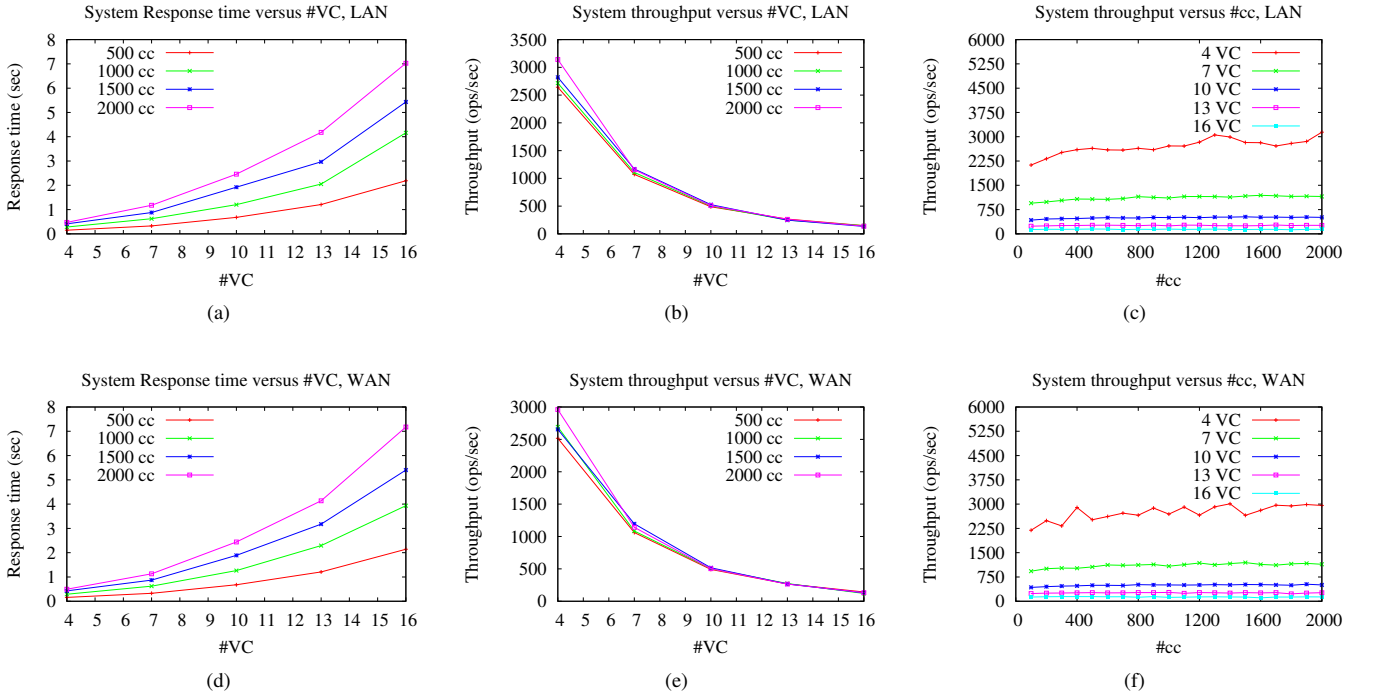 System Response time versus #VC, LAN
Response time (sec)
8
7
6
5
4
3
2
1
0
500 cc
1000 cc
1500 cc
2000 cc
4 5 6 7 8 9 10 11 12 13 14 15 16
#VC
(a)
System throughput versus #VC, LAN
Throughput (ops/sec)
3500
3000
2500
2000
1500
1000
500
0
500 cc
1000 cc
1500 cc
2000 cc
4 5 6 7 8 9 10 11 12 13 14 15 16
#VC
(b)
System throughput versus #cc, LAN
Throughput (ops/sec)
6000
5250
4500
3750
3000
2250
1500
750
0
4 VC
7 VC
10 VC
13 VC
16 VC
0 400 800 1200 1600 2000
#cc
(c)
System Response time versus #VC, WAN
Response time (sec)
8
7
6
5
4
3
2
1
0
500 cc
1000 cc
1500 cc
2000 cc
4 5 6 7 8 9 10 11 12 13 14 15 16
#VC
(d)
System throughput versus #VC, WAN
Throughput (ops/sec)
3000
2500
2000
1500
1000
500
0
500 cc
1000 cc
1500 cc
2000 cc
4 5 6 7 8 9 10 11 12 13 14 15 16
#VC
(e)
System throughput versus #cc, WAN
Throughput (ops/sec)
6000
5250
4500
3750
3000
2250
1500
750
0
4 VC
7 VC
10 VC
13 VC
16 VC
0 400 800 1200 1600 2000
#cc
(f)